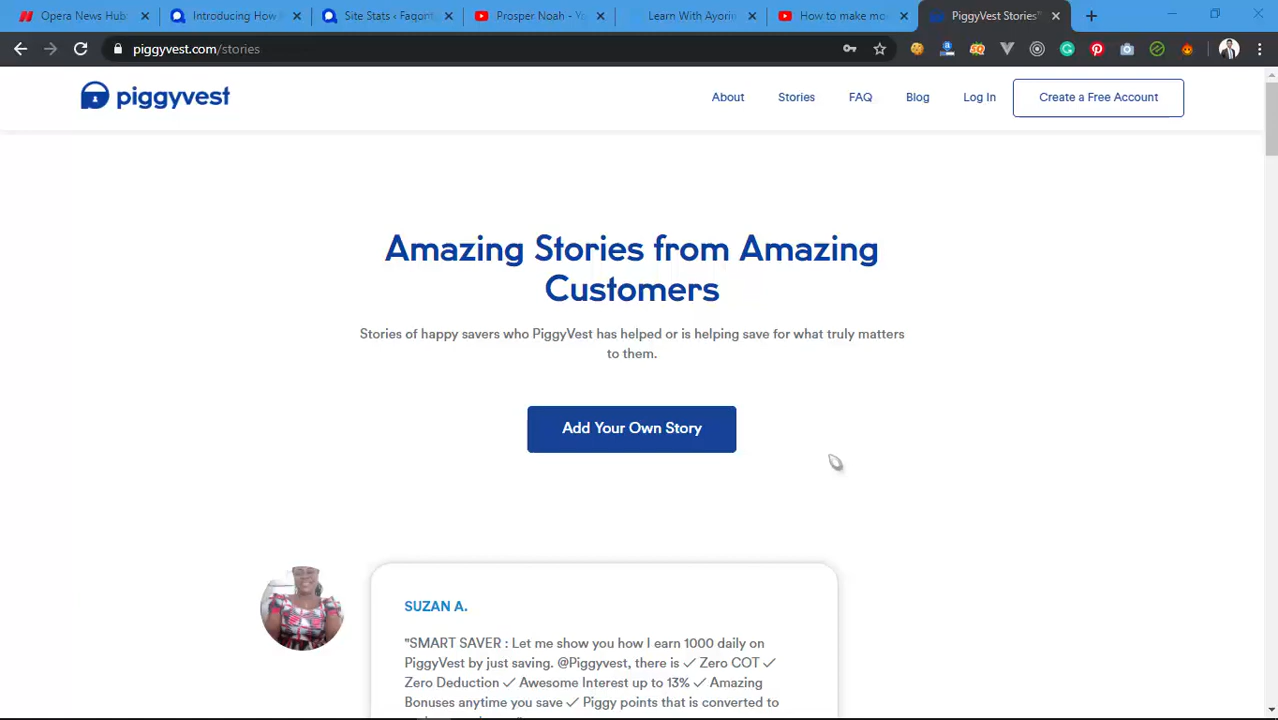 Opera News Hub
Introducing How
Site Stats ‹ Faqont
Prosper Noah - Yo
Learn With Ayorin
How to make mo
PiggyVest Stories"
piggyvest.com/stories
piggyvest
About
Stories
FAQ
Blog
Log In
Create a Free Account
Amazing Stories from Amazing
Customers
Stories of happy savers who PiggyVest has helped or is helping save for what truly matters
to them.
Add Your Own Story
SUZAN A.
"SMART SAVER : Let me show you how I earn 1000 daily on
PiggyVest by just saving. @Piggyvest, there is ✓ Zero COT ✓
Zero Deduction ✓ Awesome Interest up to 13% ✓ Amazing
Bonuses anytime you save ✓ Piggy points that is converted to